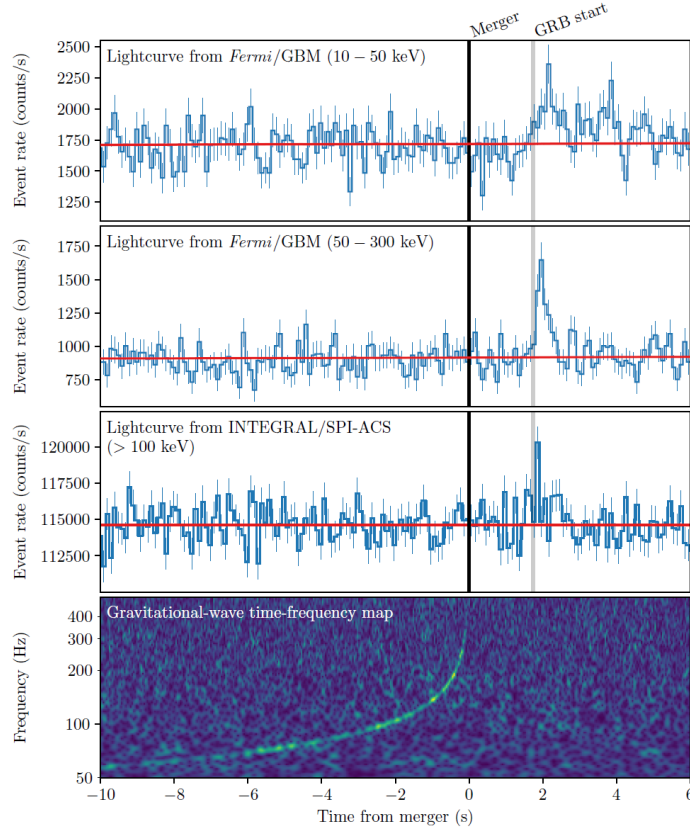 Merger
GRB start
Lightcurve from Fermi/GBM (10 − 50 keV)
Event rate (counts/s)
2500
2250
2000
1750
1500
1250
Lightcurve from Fermi/GBM (50 − 300 keV)
Event rate (counts/s)
1750
1500
1250
1000
750
Lightcurve from INTEGRAL/SPI-ACS
(> 100 keV)
Event rate (counts/s)
120000
117500
115000
112500
Gravitational-wave time-frequency map
Frequency (Hz)
400
300
200
100
50
−10 −8 −6 −4 −2 0 2 4 6
Time from merger (s)